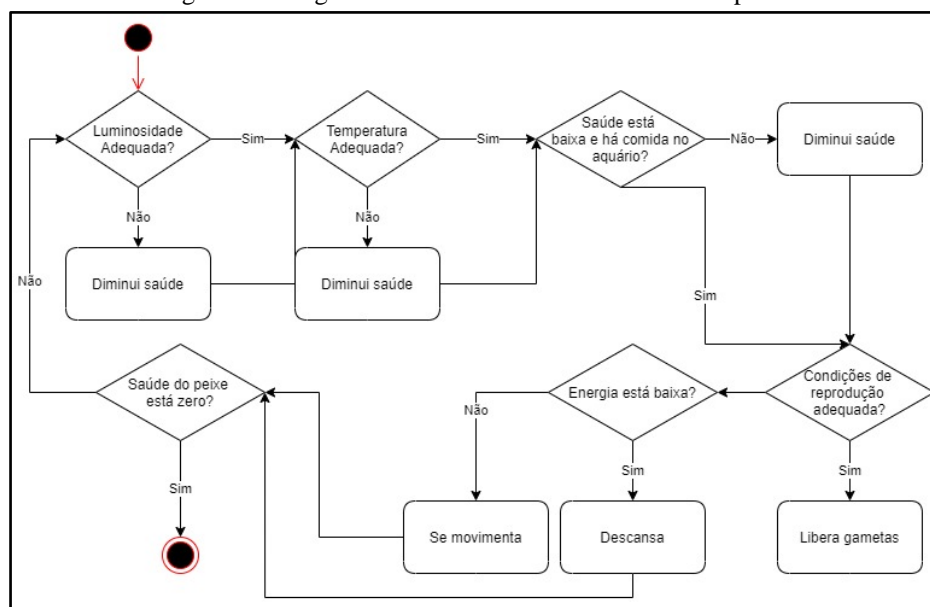 Luminosidade
Adequada?
Sim
Temperatura
Adequada?
Sim
Saúde está
baixa e há comida no
aquário?
Não
Diminui saúde
Não
Não
Diminui saúde
Diminui saúde
Não
Sim
Saúde do peixe
está zero?
Energia está baixa?
Condições de
reprodução
adequada?
Não
Sim
Sim
Sim
Se movimenta
Descansa
Libera gametas